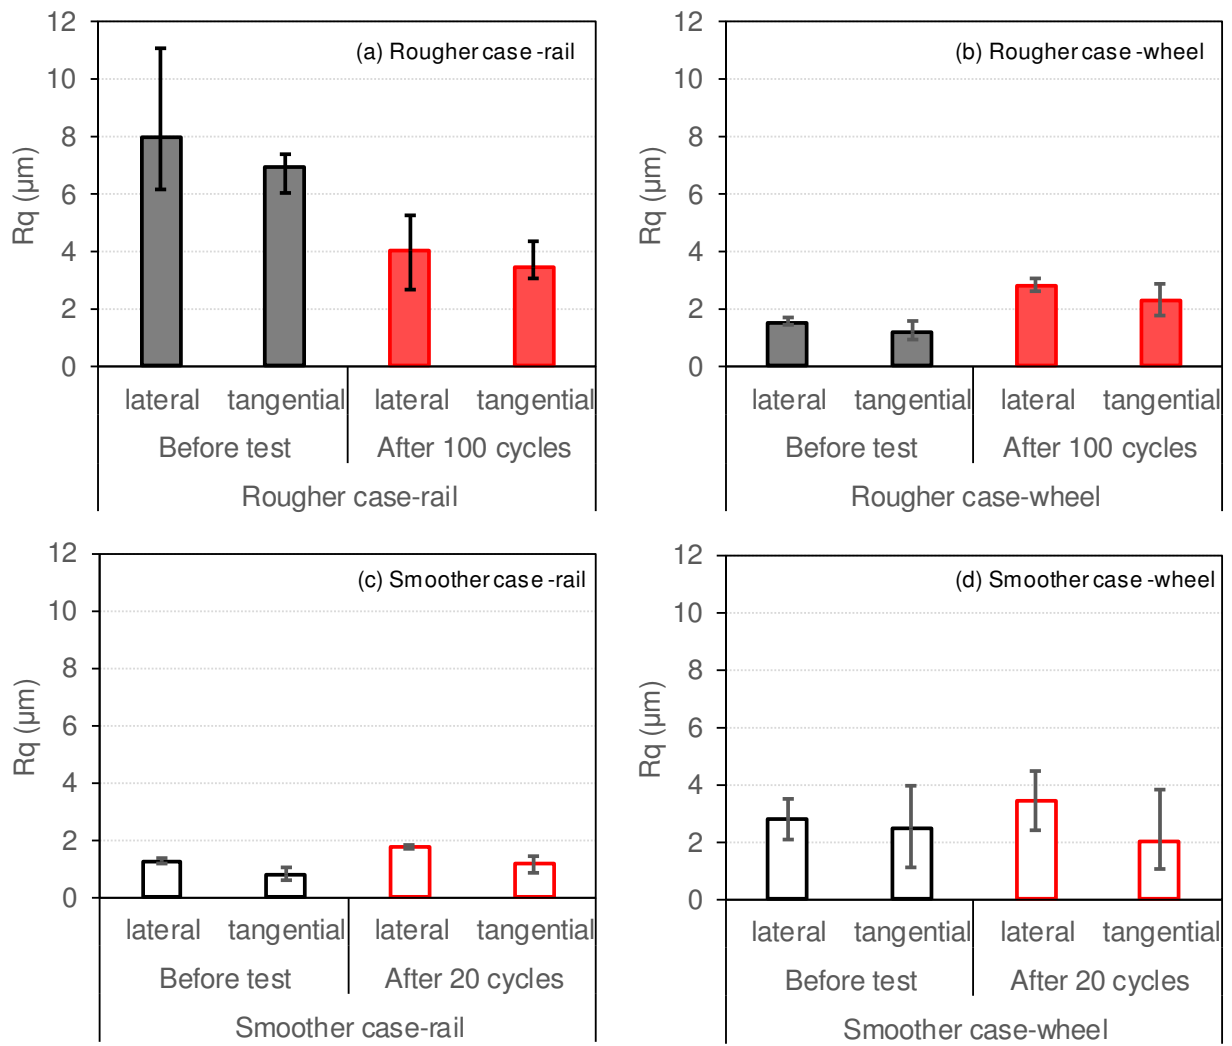 (a) Rougher case -rail
Rq (µm)
12
10
8
6
4
2
0
lateral tangential lateral tangential
Before test After 100 cycles
Rougher case-rail
(b) Rougher case -wheel
Rq (µm)
12
10
8
6
4
2
0
lateral tangential lateral tangential
Before test After 100 cycles
Rougher case-wheel
(c) Smoother case -rail
Rq (µm)
12
10
8
6
4
2
0
lateral tangential lateral tangential
Before test After 20 cycles
Smoother case-rail
(d) Smoother case -wheel
Rq (µm)
12
10
8
6
4
2
0
lateral tangential lateral tangential
Before test After 20 cycles
Smoother case-wheel